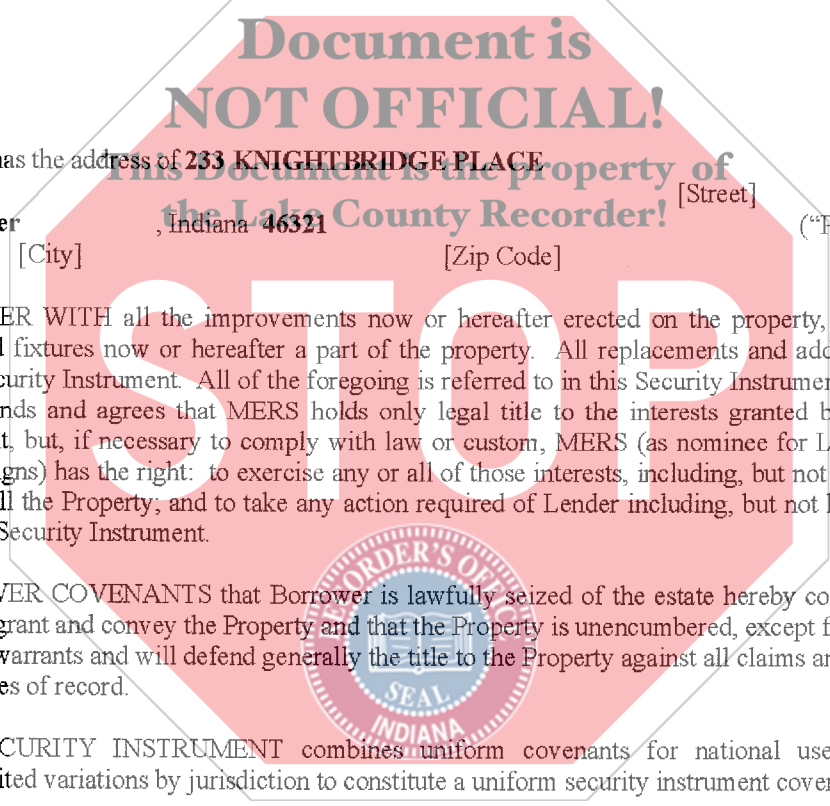 Document is
NOT OFFICIAL!
has the address of 233 KNIGHTBRIDGE PLACE
This Document is the property of
[Street]
the Lake County Recorder!
er , Indiana 46321 ("P
[City] [Zip Code]
ER WITH all the improvements now or hereafter erected on the property,
d fixtures now or hereafter a part of the property. All replacements and add
curity Instrument. All of the foregoing is referred to in this Security Instrumen
nds and agrees that MERS holds only legal title to the interests granted b
t, but, if necessary to comply with law or custom, MERS (as nominee for L
igns) has the right: to exercise any or all of those interests, including, but not
ll the Property; and to take any action required of Lender including, but not l
Security Instrument.
STOP
WER COVENANTS that Borrower is lawfully seized of the estate hereby co
grant and convey the Property and that the Property is unencumbered, except f
warrants and will defend generally the title to the Property against all claims an
es of record.
RECORDER'S OFFICE
SEAL
INDIANA
CURITY INSTRUMENT combines uniform covenants for national use
ited variations by jurisdiction to constitute a uniform security instrument cover